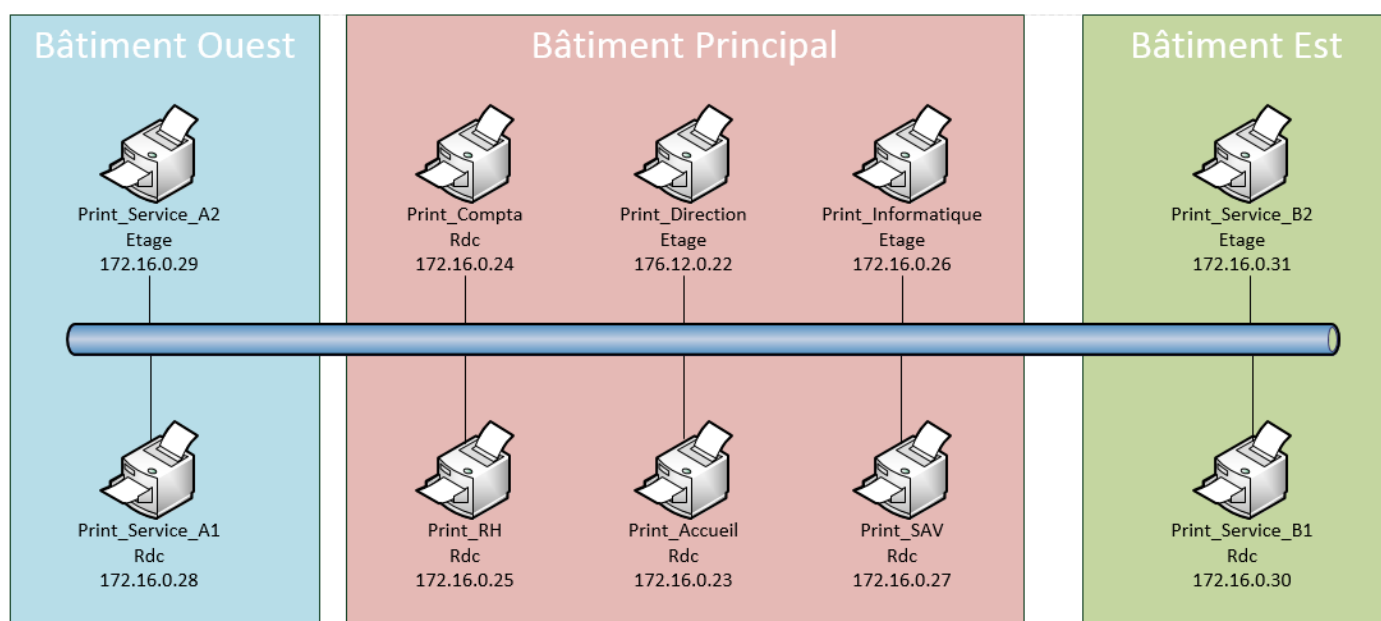 Bâtiment Ouest
Bâtiment Principal
Bâtiment Est
Print_Service_A2
Etage
172.16.0.29
Print_Compta
Rdc
172.16.0.24
Print_Direction
Etage
176.12.0.22
Print_Informatique
Etage
172.16.0.26
Print_Service_B2
Etage
172.16.0.31
Print_Service_A1
Rdc
172.16.0.28
Print_RH
Rdc
172.16.0.25
Print_Accueil
Rdc
172.16.0.23
Print_SAV
Rdc
172.16.0.27
Print_Service_B1
Rdc
172.16.0.30